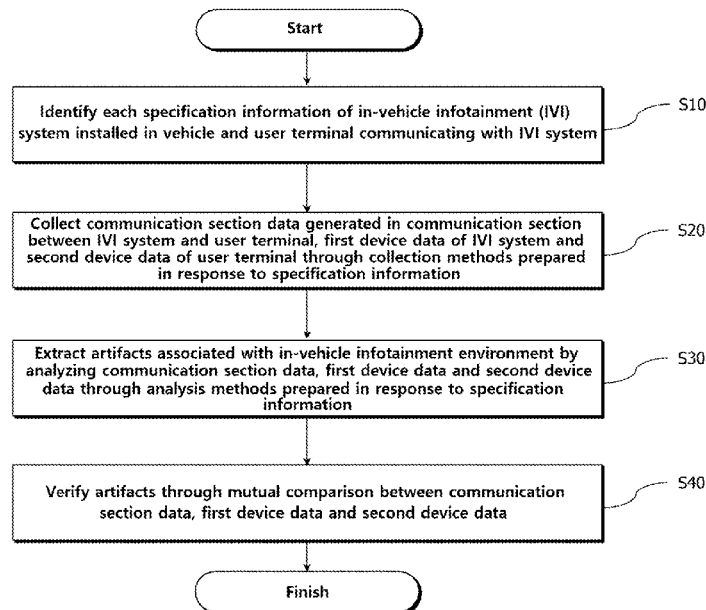 Start
Identify each specification information of in-vehicle infotainment (IVI)
system installed in vehicle and user terminal communicating with IVI system
S10
Collect communication section data generated in communication section
between IVI system and user terminal, first device data of IVI system and
second device data of user terminal through collection methods prepared
in response to specification information
S20
Extract artifacts associated with in-vehicle infotainment environment by
analyzing communication section data, first device data and second device
data through analysis methods prepared in response to specification
information
S30
Verify artifacts through mutual comparison between communication
section data, first device data and second device data
S40
Finish